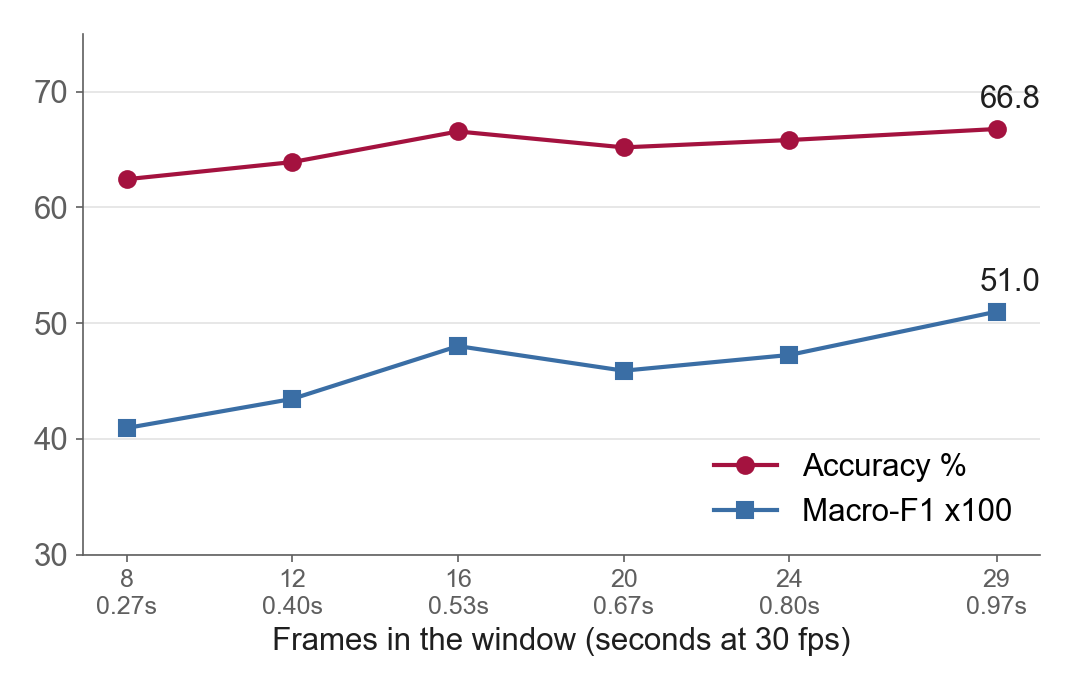 70
60
50
40
30
66.8
51.0
Accuracy %
Macro-F1 x100
8 12 16 20 24 29
0.27s 0.40s 0.53s 0.67s 0.80s 0.97s
Frames in the window (seconds at 30 fps)